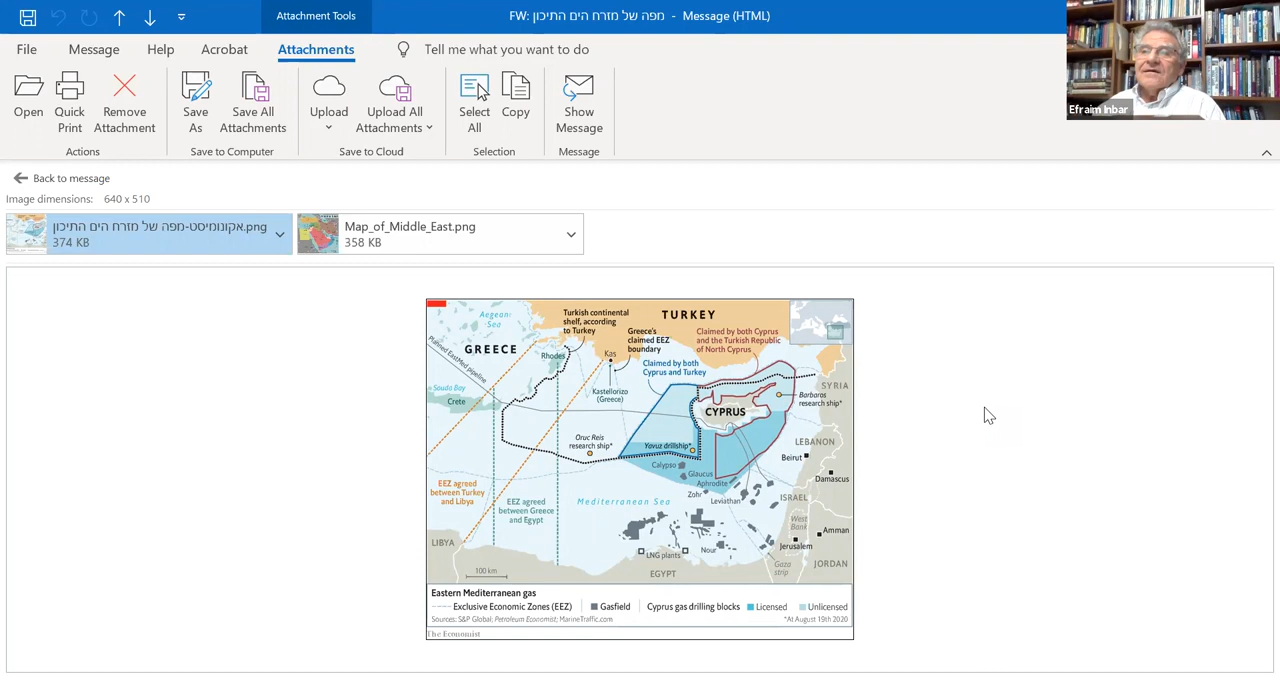 Attachment Tools
FW: מפה של מזרח הים התיכון - Message (HTML)
File Message Help Acrobat Attachments Tell me what you want to do
Open
Quick Print
Remove Attachment
Save As
Save All Attachments
Upload
Upload All Attachments
Select All
Copy
Show Message
Actions
Save to Computer
Save to Cloud
Selection
Message
Efraim Inbar
Back to message
Image dimensions: 640 x 510
אקונומיסט-מפה של מזרח הים התיכון.png
374 KB
Map_of_Middle_East.png
358 KB
Aegean
Sea
Turkish continental
shelf, according
to Turkey
TURKEY
Greece's
claimed EEZ
boundary
Claimed by both Cyprus
and the Turkish Republic
of North Cyprus
GREECE
Rhodes
Kas
Claimed by both
Cyprus and Turkey
Planned EastMed pipeline
Kastellorizo
(Greece)
SYRIA
Souda Bay
Crete
Barbaros
research ship*
CYPRUS
Oruc Reis
research ship*
Yavuz drillship*
LEBANON
Beirut
Calypso
Glaucus
Aphrodite
Damascus
EEZ agreed
between Turkey
and Libya
EEZ agreed
between Greece
and Egypt
Mediterranean Sea
Zohr
Leviathan
ISRAEL
West
Bank
Amman
Jerusalem
LIBYA
LNG plants
Nour
Gaza
strip
JORDAN
100 km
EGYPT
Eastern Mediterranean gas
Exclusive Economic Zones (EEZ) Gasfield Cyprus gas drilling blocks Licensed Unlicensed
Sources: S&P Global; Petroleum Economist; MarineTraffic.com *At August 19th 2020
The Economist